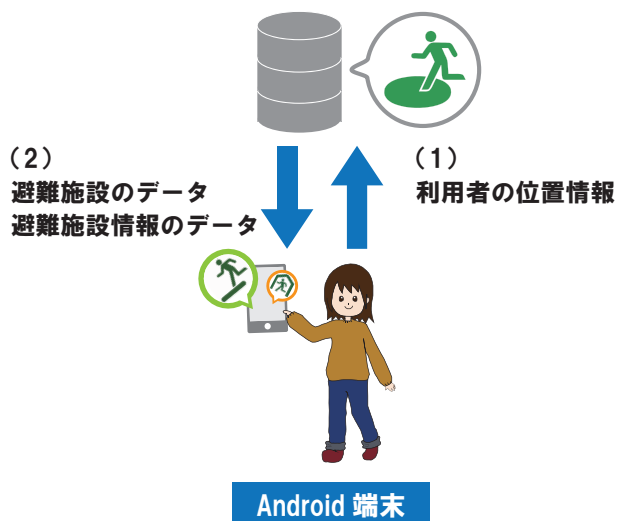 (2)
避難施設のデータ
避難施設情報のデータ
(1)
利用者の位置情報
Android 端末